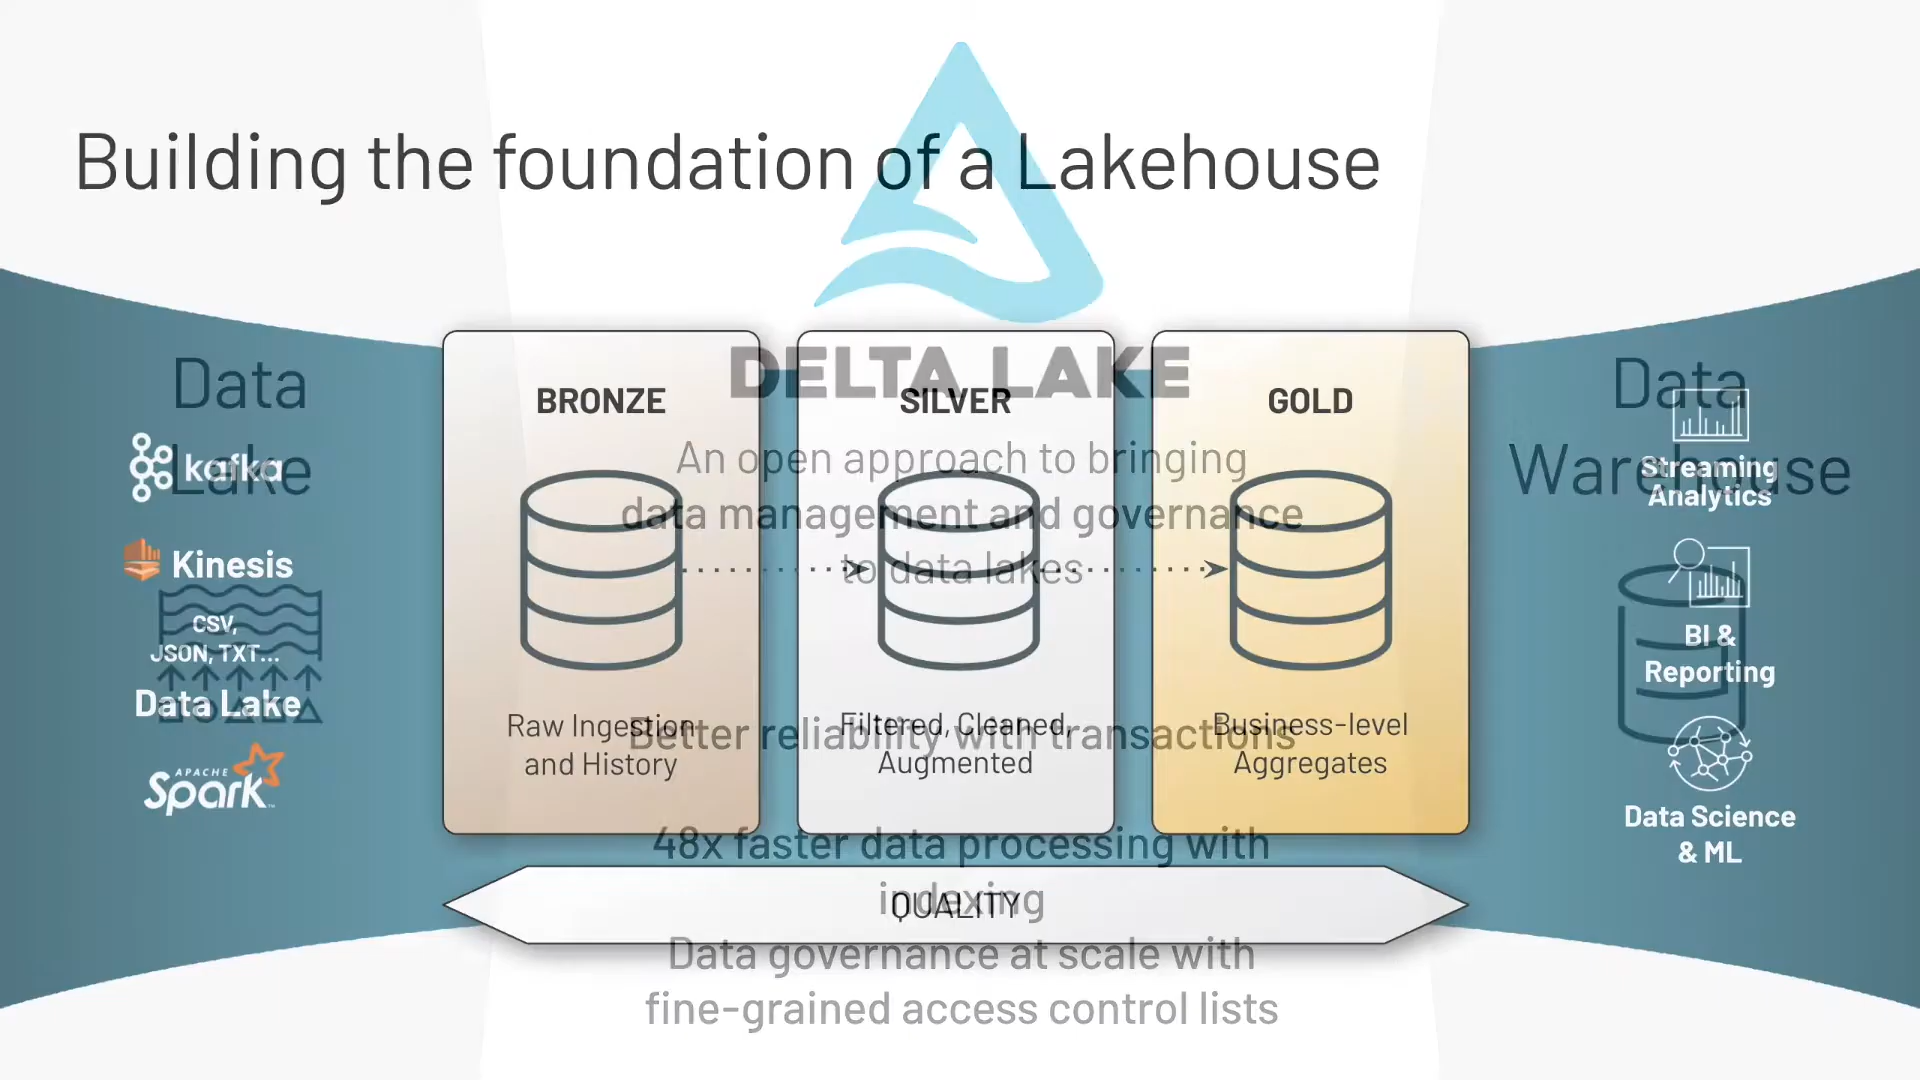 Building the foundation of a Lakehouse
DELTA LAKE
An open approach to bringing
data management and governance
to data lakes
Better reliability with transactions
48x faster data processing with
indexing
Data governance at scale with
fine-grained access control lists
Data
Lake
kafka
Kinesis
CSV,
JSON, TXT...
Data Lake
APACHE
Spark™
BRONZE
Raw Ingestion
and History
SILVER
Filtered, Cleaned,
Augmented
GOLD
Business-level
Aggregates
QUALITY
Data
Warehouse
Streaming
Analytics
BI &
Reporting
Data Science
& ML